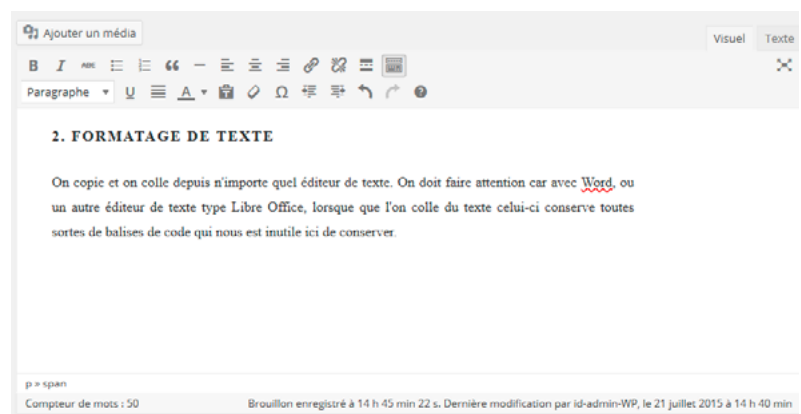 Ajouter un média
Visuel Texte
B I ABC
Paragraphe U A Ω
2. FORMATAGE DE TEXTE
On copie et on colle depuis n'importe quel éditeur de texte. On doit faire attention car avec Word, ou
un autre éditeur de texte type Libre Office, lorsque que l'on colle du texte celui-ci conserve toutes
sortes de balises de code qui nous est inutile ici de conserver.
p » span
Compteur de mots : 50 Brouillon enregistré à 14 h 45 min 22 s. Dernière modification par id-admin-WP, le 21 juillet 2015 à 14 h 40 min